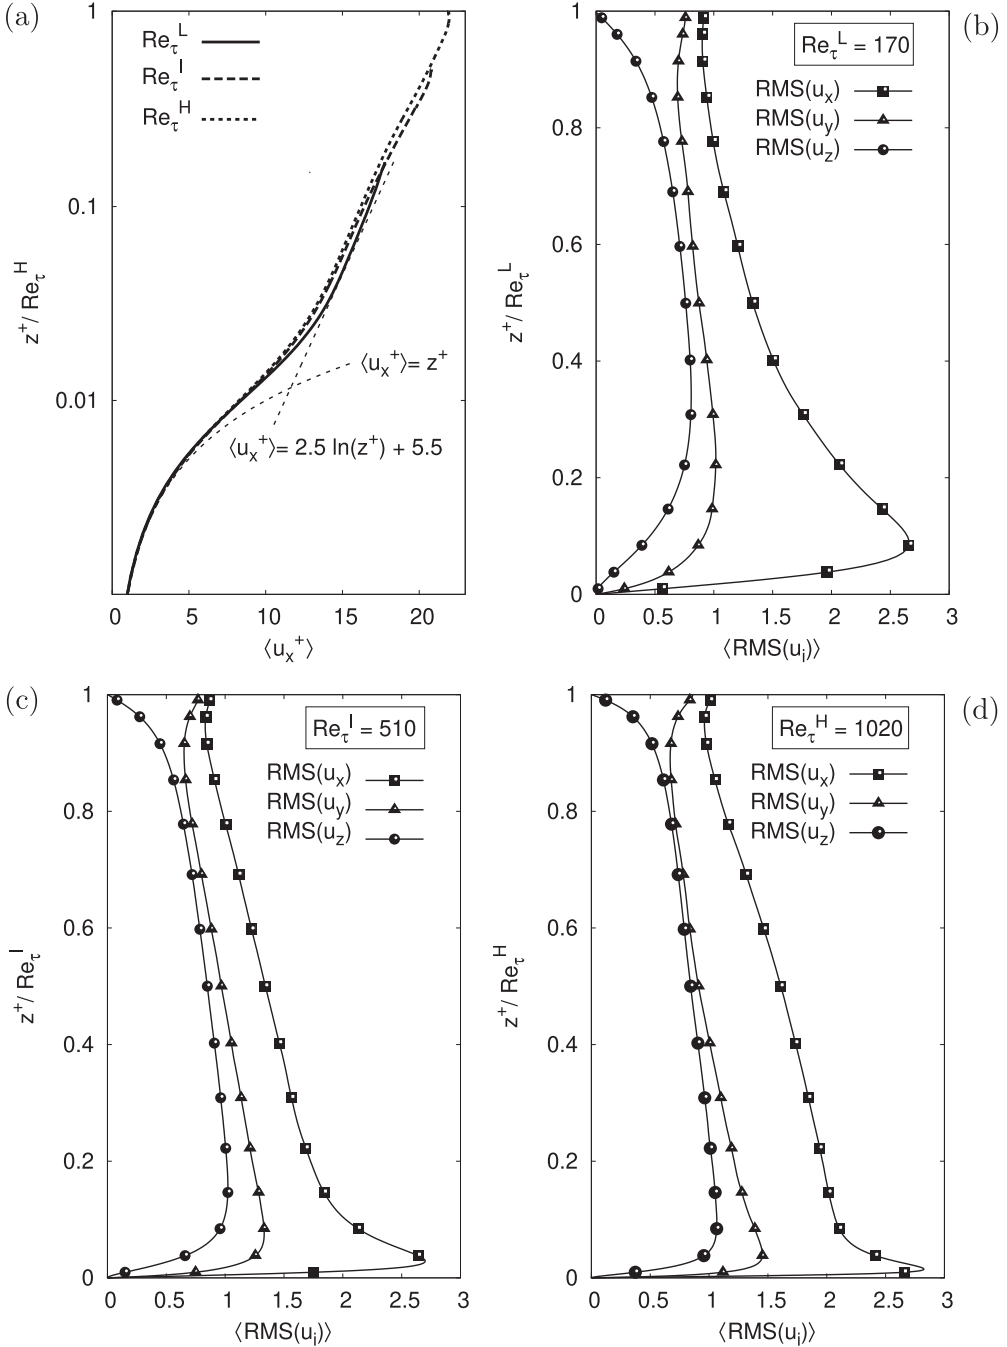 (a)
Re_τ^L
Re_τ^I
Re_τ^H
1
0.1
0.01
z^+ / Re_τ^H
⟨u_x^+⟩= z^+
⟨u_x^+⟩= 2.5 ln(z^+) + 5.5
0 5 10 15 20
⟨u_x^+⟩
(b)
Re_τ^L = 170
RMS(u_x)
RMS(u_y)
RMS(u_z)
1
0.8
0.6
0.4
0.2
0
z^+ / Re_τ^L
0 0.5 1 1.5 2 2.5 3
⟨RMS(u_i)⟩
(c)
Re_τ^I = 510
RMS(u_x)
RMS(u_y)
RMS(u_z)
1
0.8
0.6
0.4
0.2
0
z^+ / Re_τ^I
0 0.5 1 1.5 2 2.5 3
⟨RMS(u_i)⟩
(d)
Re_τ^H = 1020
RMS(u_x)
RMS(u_y)
RMS(u_z)
1
0.8
0.6
0.4
0.2
0
z^+ / Re_τ^H
0 0.5 1 1.5 2 2.5 3
⟨RMS(u_i)⟩